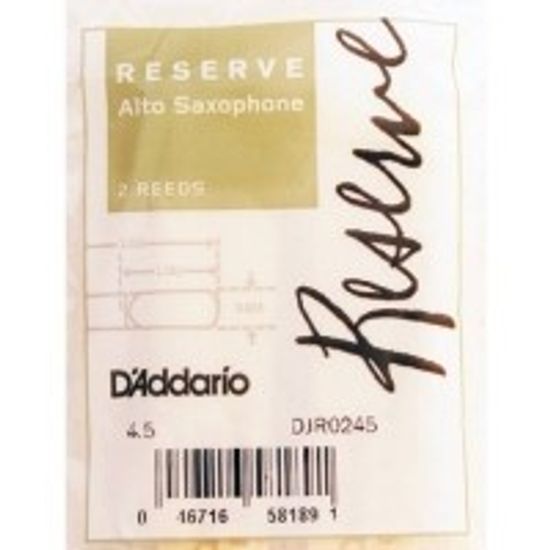 RESERVE
Alto Saxophone
2 REEDS
Reserve
D'Addario
4.5 DJR0245
0 46716 58189 1